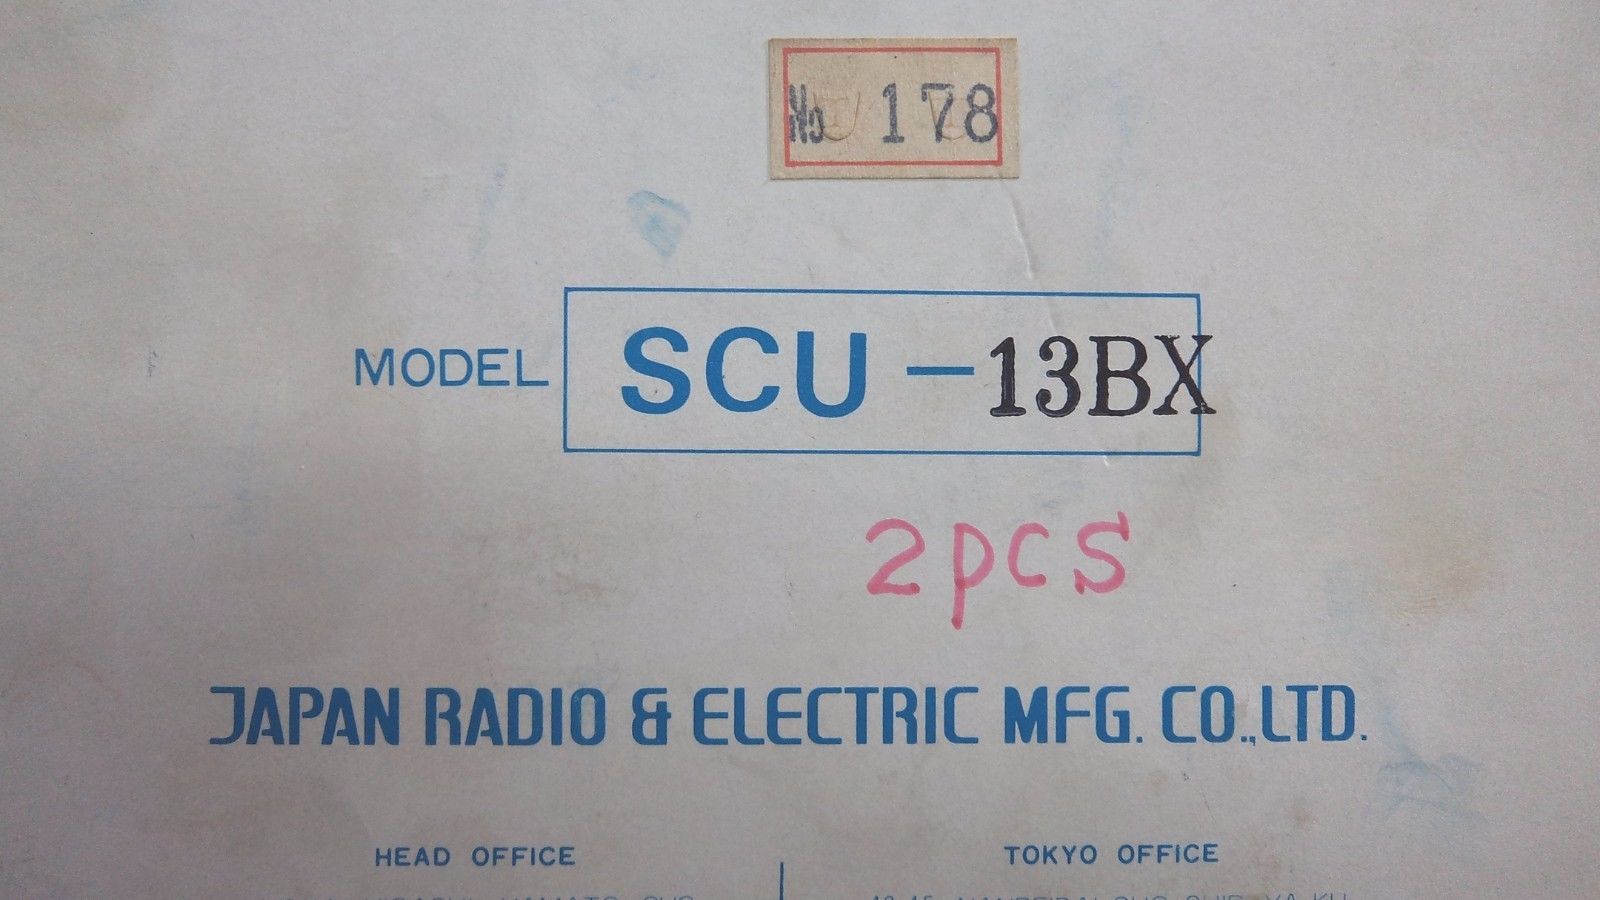 No 178
MODEL SCU-13BX
2pcs
JAPAN RADIO & ELECTRIC MFG. CO.,LTD.
HEAD OFFICE
TOKYO OFFICE